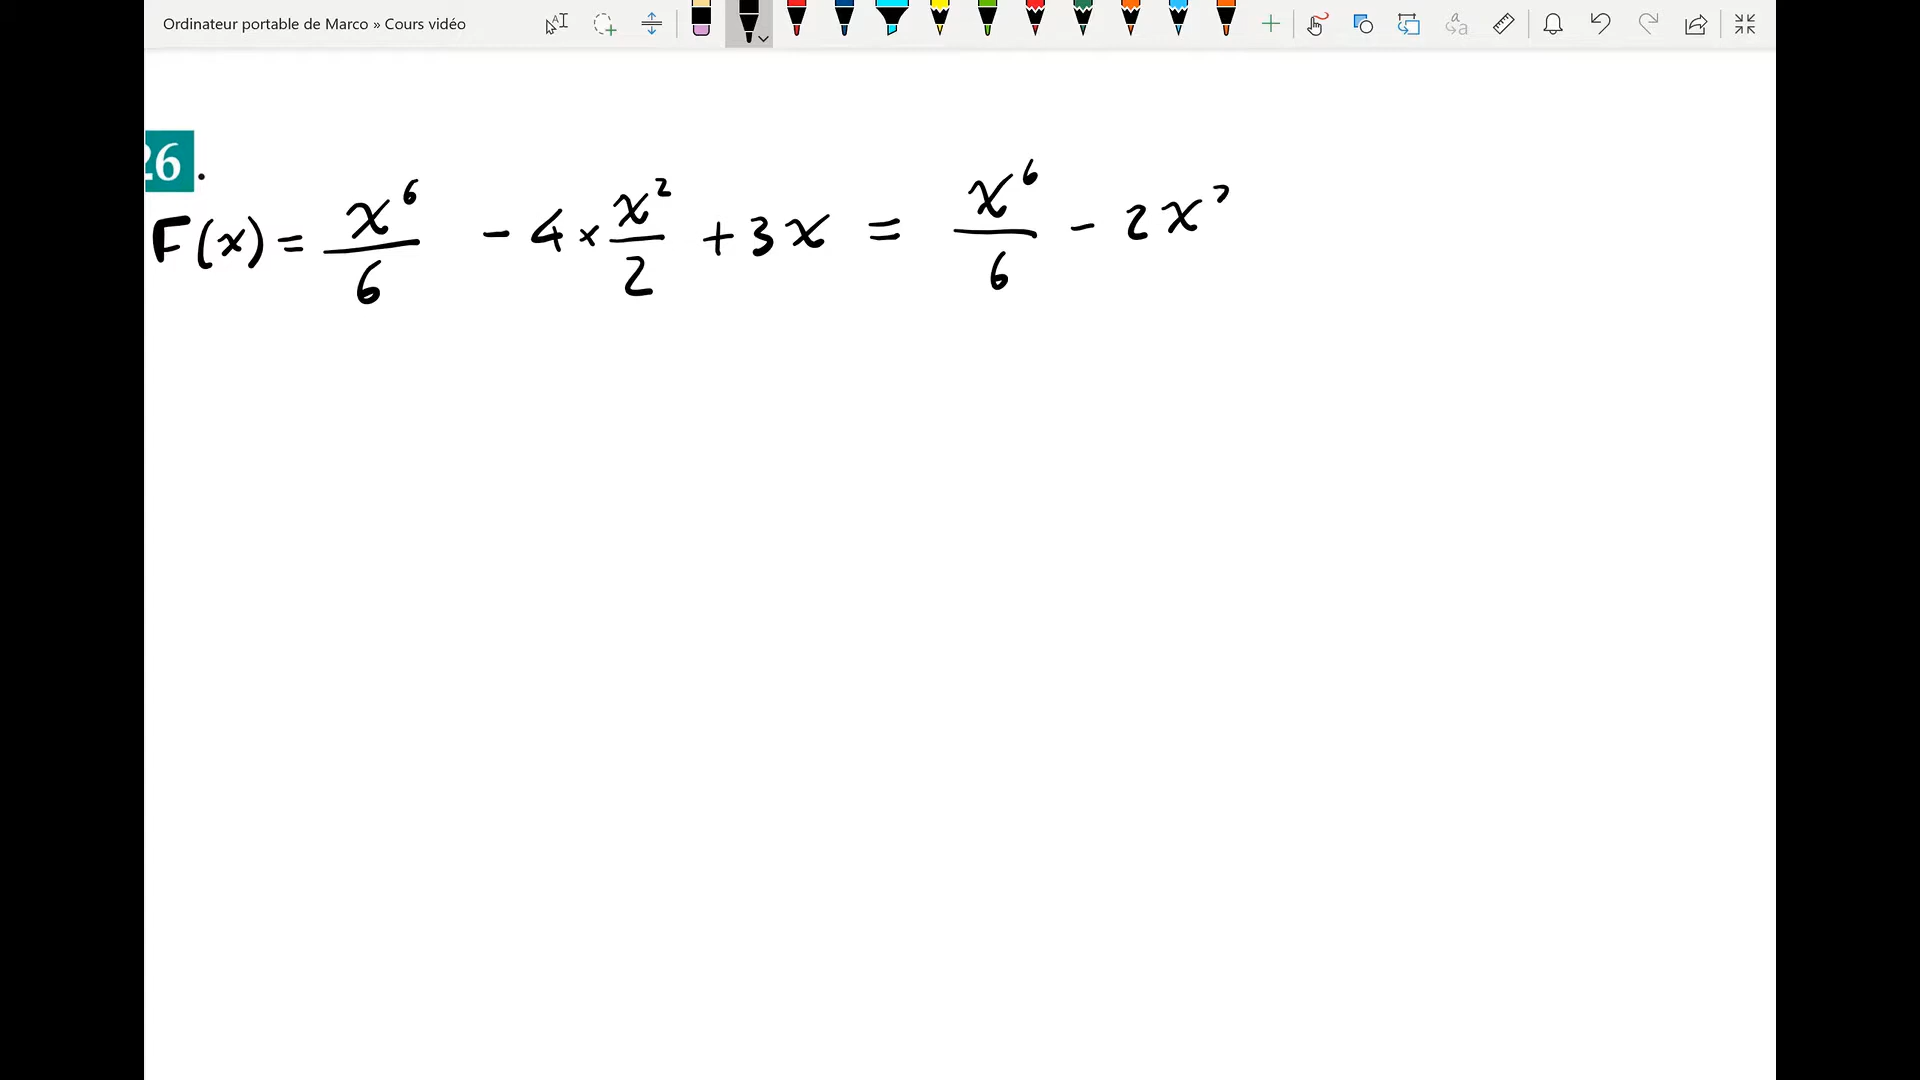 Ordinateur portable de Marco » Cours vidéo
26.
F(x) = x⁶/6 - 4 × x²/2 + 3x = x⁶/6 - 2x²